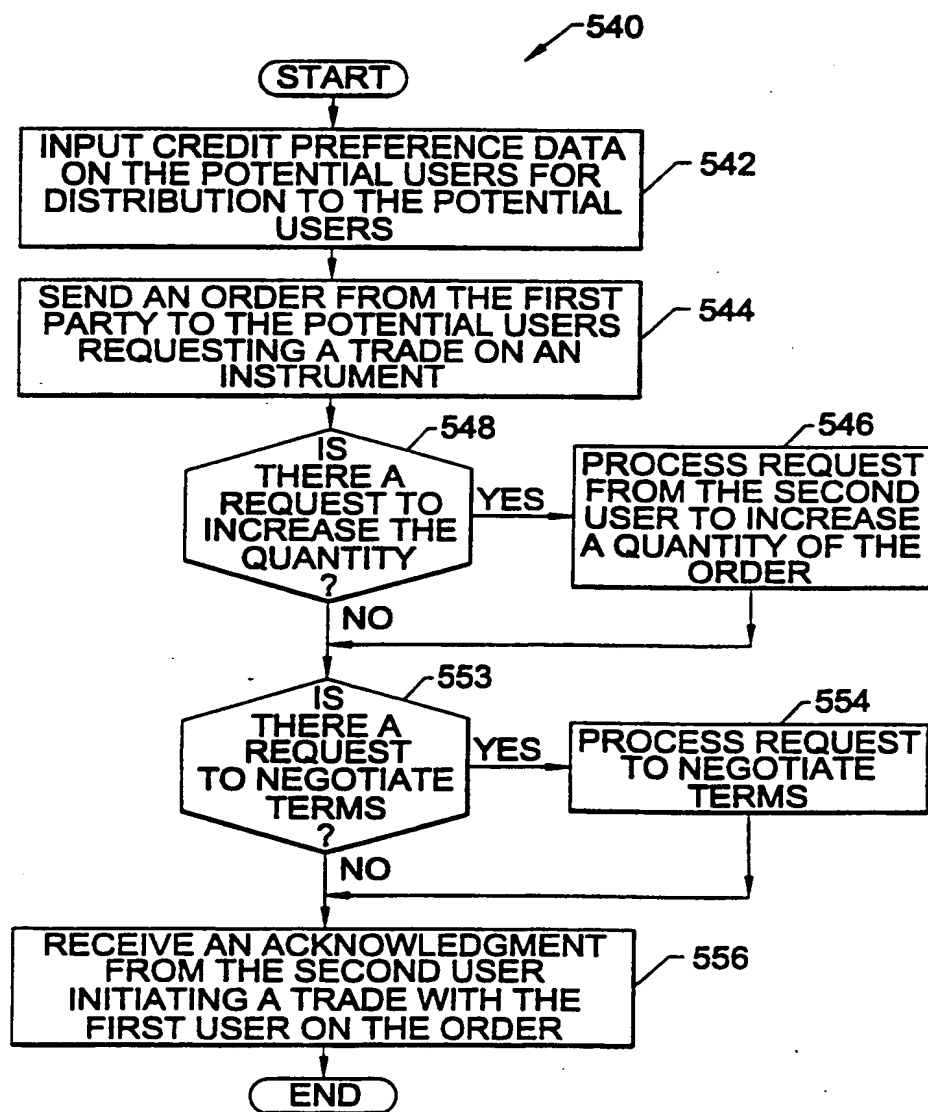 540
START
INPUT CREDIT PREFERENCE DATA
ON THE POTENTIAL USERS FOR
DISTRIBUTION TO THE POTENTIAL
USERS
542
SEND AN ORDER FROM THE FIRST
PARTY TO THE POTENTIAL USERS
REQUESTING A TRADE ON AN
INSTRUMENT
544
548
IS
THERE A
REQUEST TO
INCREASE THE
QUANTITY
?
YES
NO
546
PROCESS REQUEST
FROM THE SECOND
USER TO INCREASE
A QUANTITY OF THE
ORDER
553
IS
THERE A
REQUEST
TO NEGOTIATE
TERMS
?
YES
NO
554
PROCESS REQUEST
TO NEGOTIATE
TERMS
RECEIVE AN ACKNOWLEDGMENT
FROM THE SECOND USER
INITIATING A TRADE WITH THE
FIRST USER ON THE ORDER
556
END